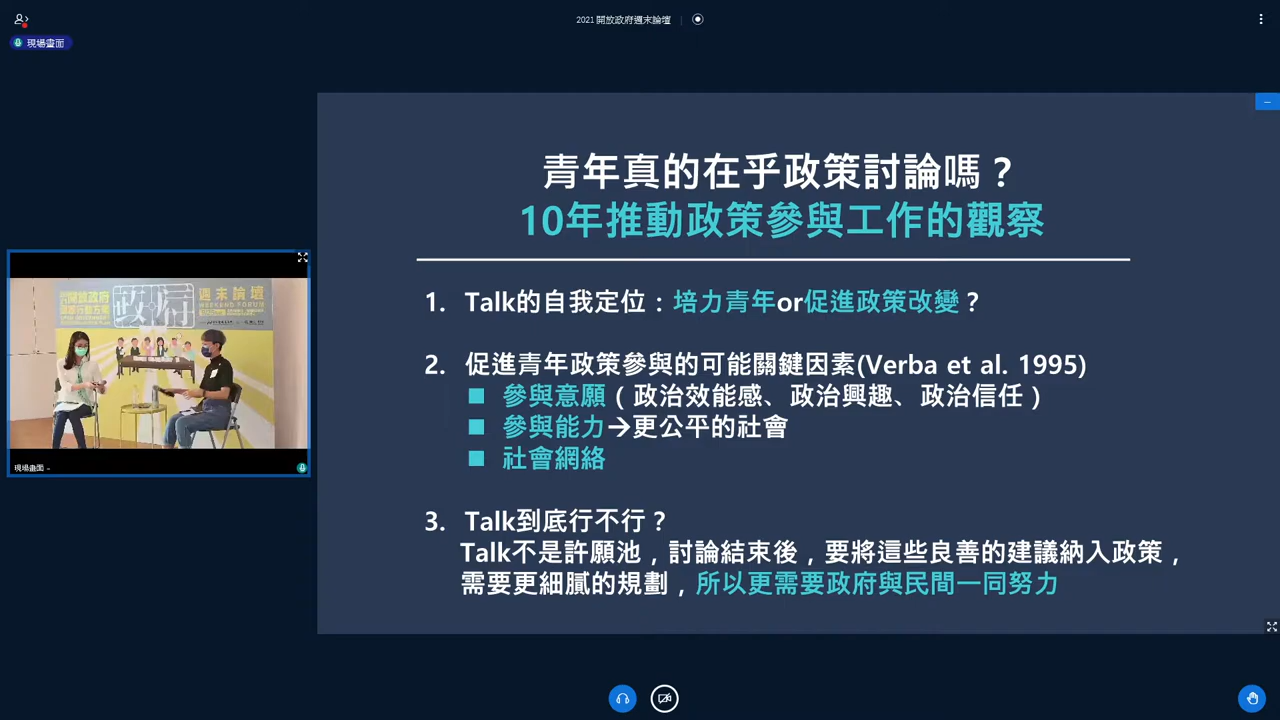 2021 開放政府週末論壇
現場畫面
青年真的在乎政策討論嗎？
10年推動政策參與工作的觀察
1. Talk的自我定位：培力青年or促進政策改變？
2. 促進青年政策參與的可能關鍵因素(Verba et al. 1995)
■ 參與意願（政治效能感、政治興趣、政治信任）
■ 參與能力→更公平的社會
■ 社會網絡
3. Talk到底行不行？
Talk不是許願池，討論結束後，要將這些良善的建議納入政策，
需要更細膩的規劃，所以更需要政府與民間一同努力
開放政府
週末論壇
現場畫面